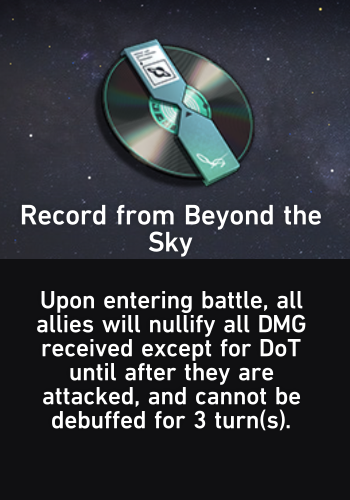 Record from Beyond the
Sky
Upon entering battle, all
allies will nullify all DMG
received except for DoT
until after they are
attacked, and cannot be
debuffed for 3 turn(s).